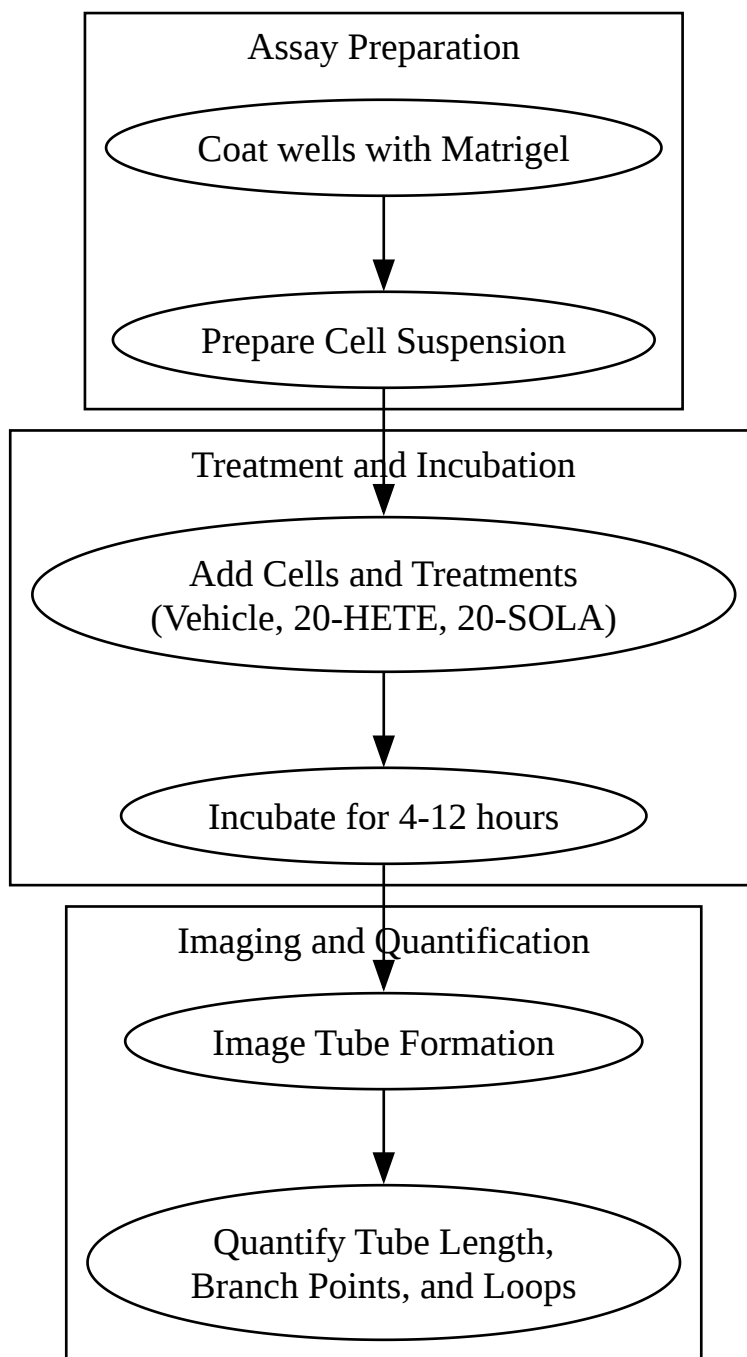 Assay Preparation
Coat wells with Matrigel
Prepare Cell Suspension
Treatment and Incubation
Add Cells and Treatments
(Vehicle, 20-HETE, 20-SOLA)
Incubate for 4-12 hours
Imaging and Quantification
Image Tube Formation
Quantify Tube Length,
Branch Points, and Loops